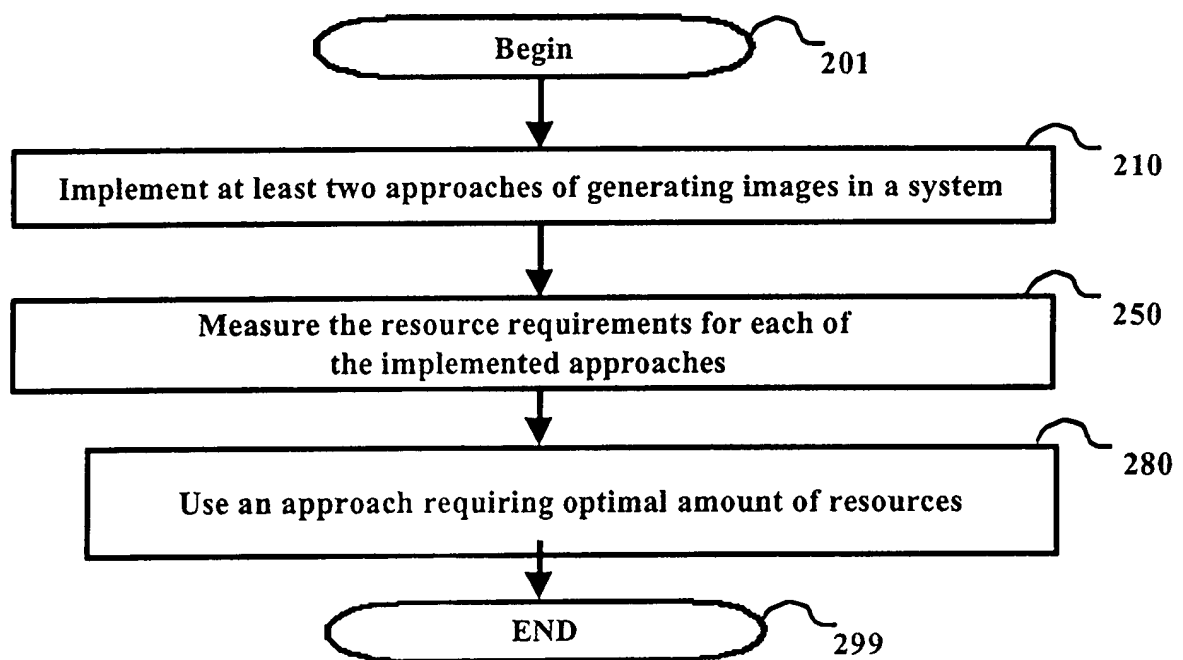 Begin
201
210
Implement at least two approaches of generating images in a system
250
Measure the resource requirements for each of
the implemented approaches
280
Use an approach requiring optimal amount of resources
END
299